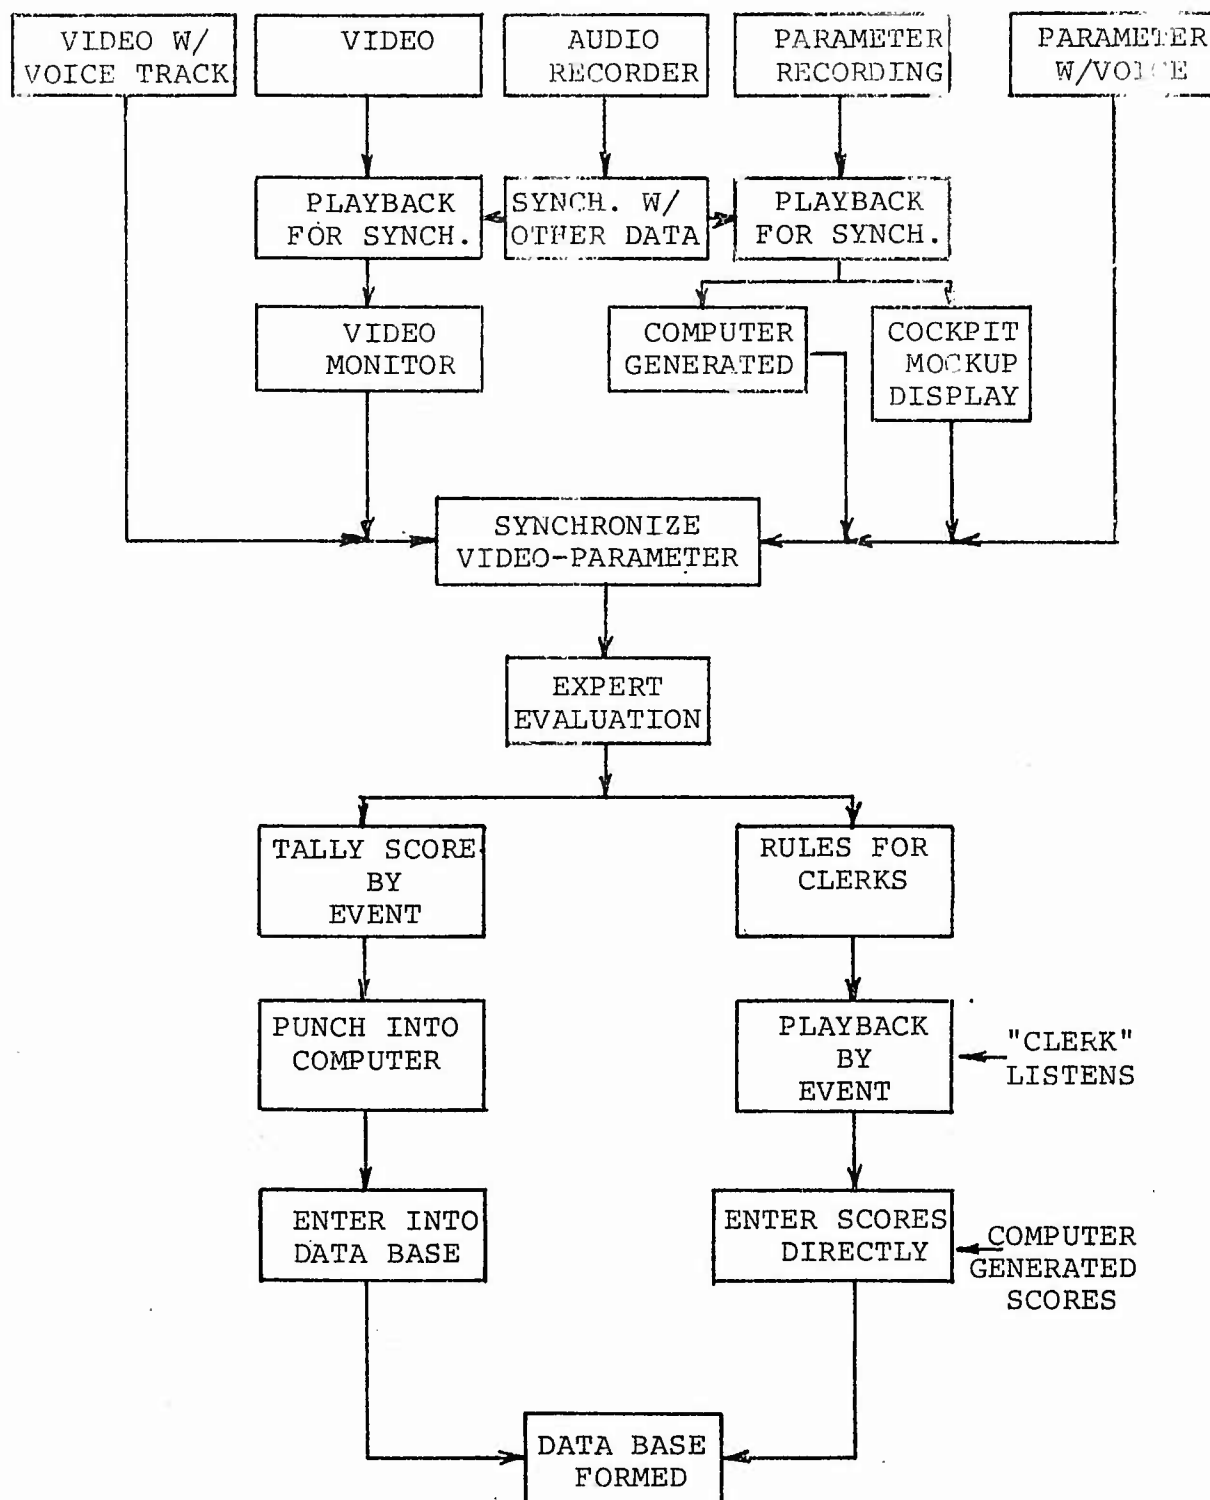 VIDEO W/
VOICE TRACK
VIDEO
AUDIO
RECORDER
PARAMETER
RECORDING
PARAMETER
W/VOICE
PLAYBACK
FOR SYNCH.
SYNCH. W/
OTHER DATA
PLAYBACK
FOR SYNCH.
VIDEO
MONITOR
COMPUTER
GENERATED
COCKPIT
MOCKUP
DISPLAY
SYNCHRONIZE
VIDEO-PARAMETER
EXPERT
EVALUATION
TALLY SCORE
BY
EVENT
RULES FOR
CLERKS
PUNCH INTO
COMPUTER
PLAYBACK
BY
EVENT
"CLERK"
LISTENS
ENTER INTO
DATA BASE
ENTER SCORES
DIRECTLY
COMPUTER
GENERATED
SCORES
DATA BASE
FORMED